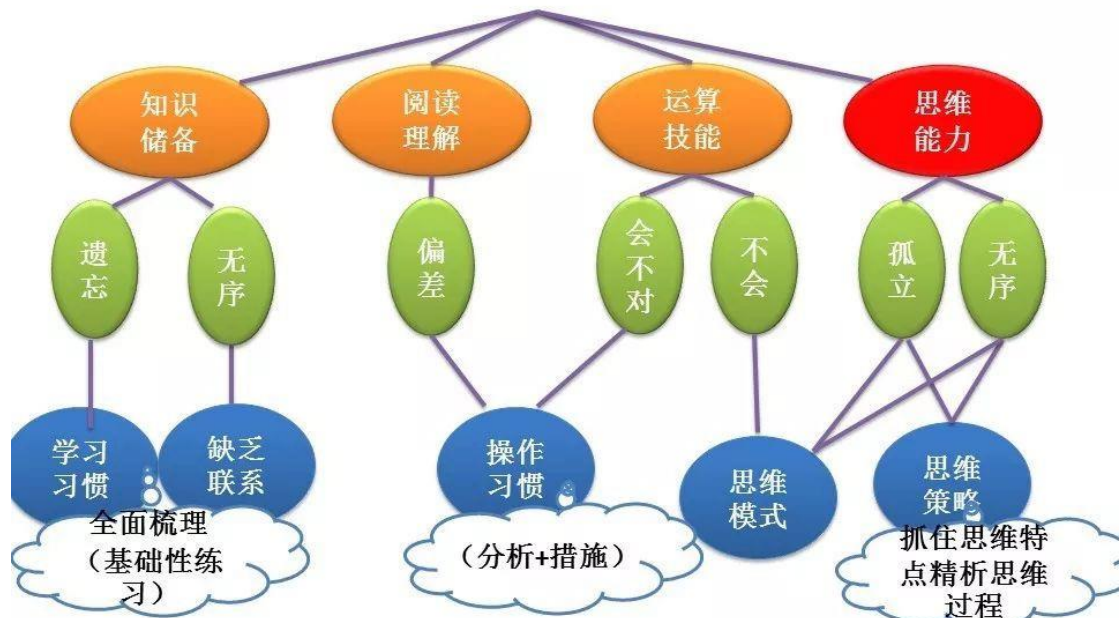 知识
储备
阅读
理解
运算
技能
思维
能力
遗
忘
无
序
偏
差
会
不
对
不
会
孤
立
无
序
学习
习惯
缺乏
联系
操作
习惯
思维
模式
思维
策略
全面梳理
（基础性练
习）
（分析+措施）
抓住思维特
点精析思维
过程